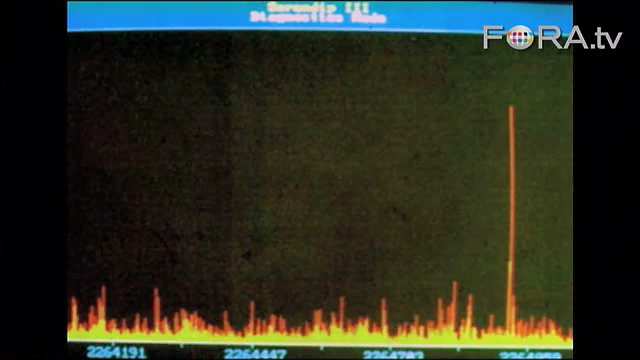 Serendip III
Diagnostics Mode
FORA.tv
2264191
2264447